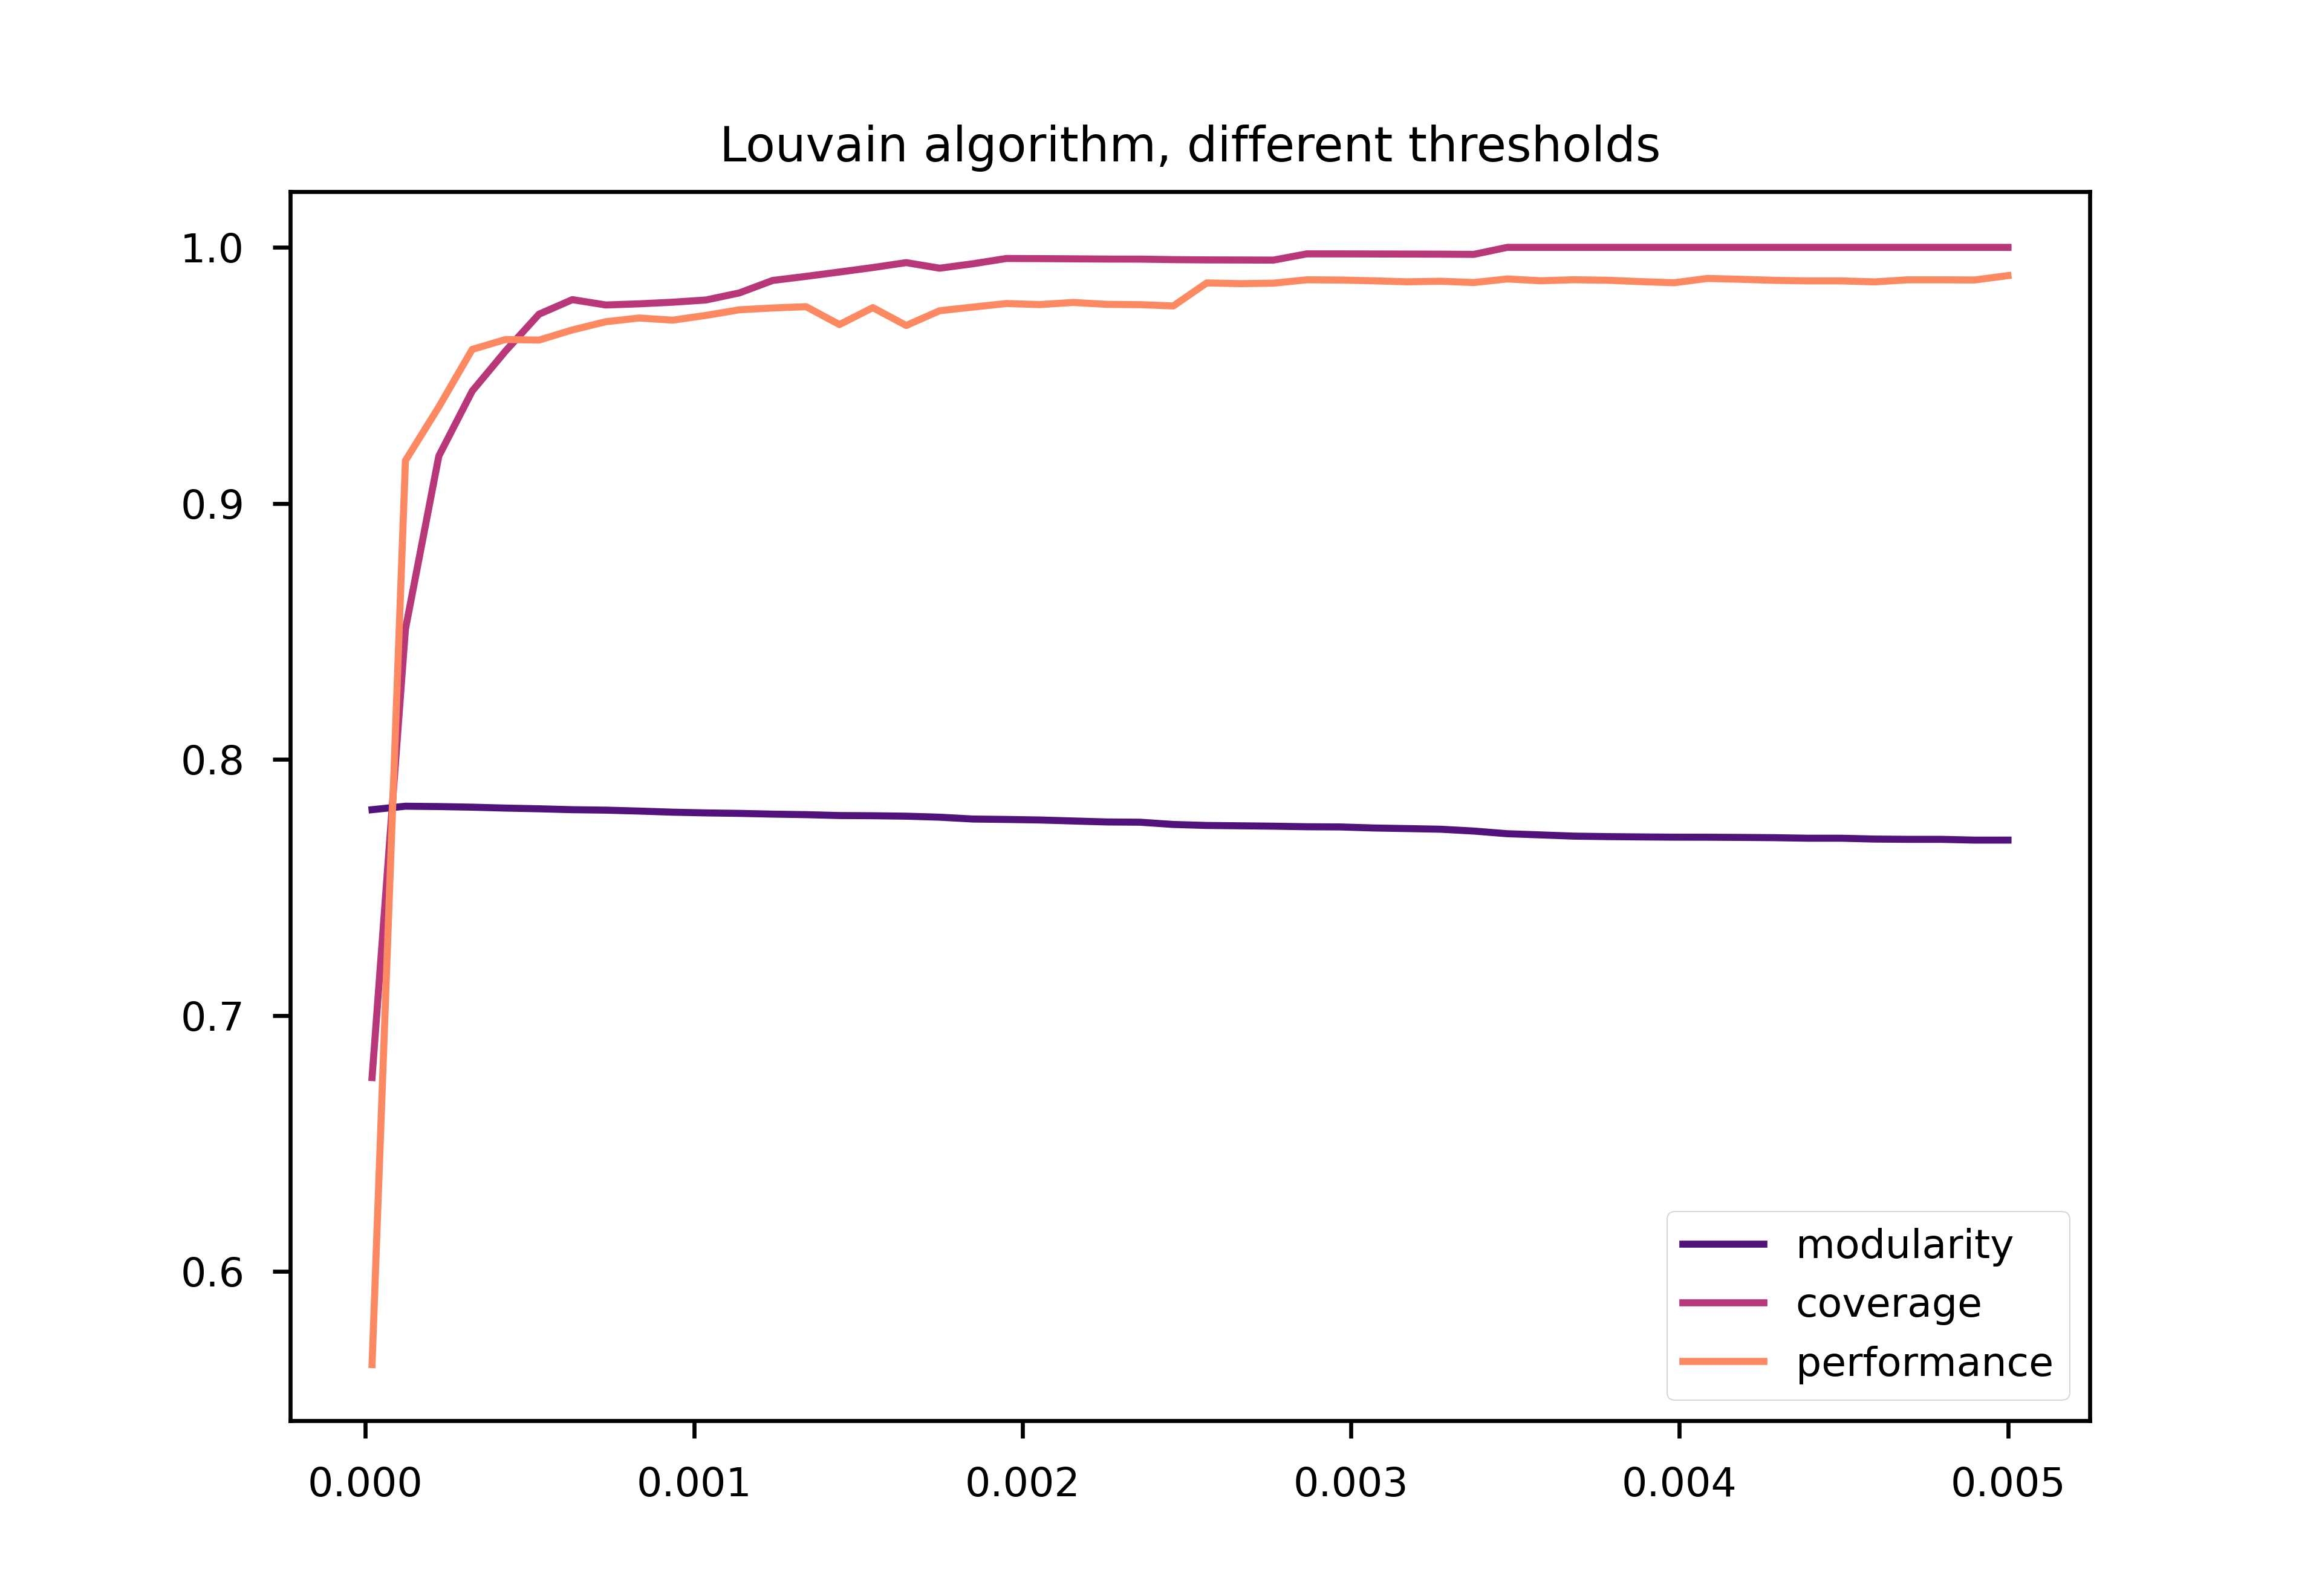 Louvain algorithm, different thresholds
1.0
0.9
0.8
0.7
0.6
modularity
coverage
performance
0.000 0.001 0.002 0.003 0.004 0.005